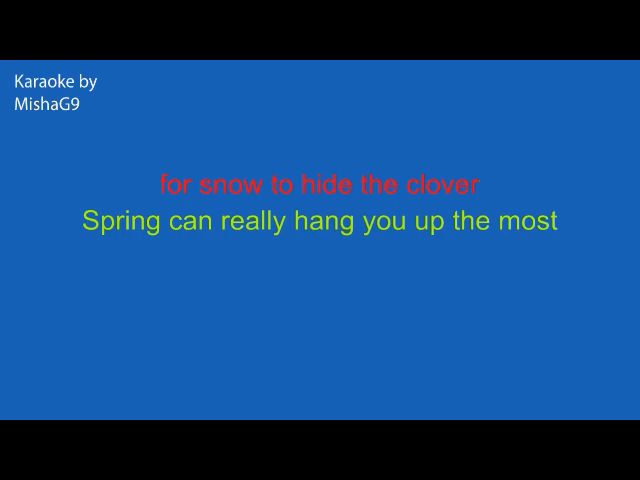 Karaoke by
MishaG9
for snow to hide the clover
Spring can really hang you up the most